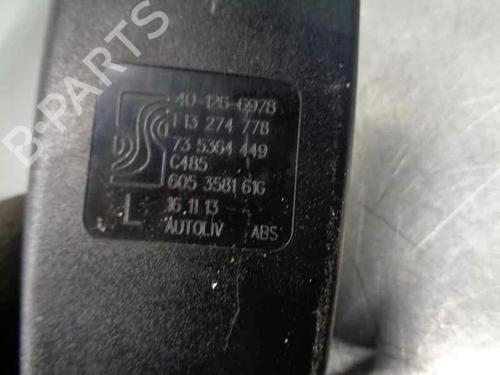 40-126-6978
F13 274 778
73 5364 449
C485
605 3581 61G
L 16.11.13
AUTOLIV ABS
B-PARTS